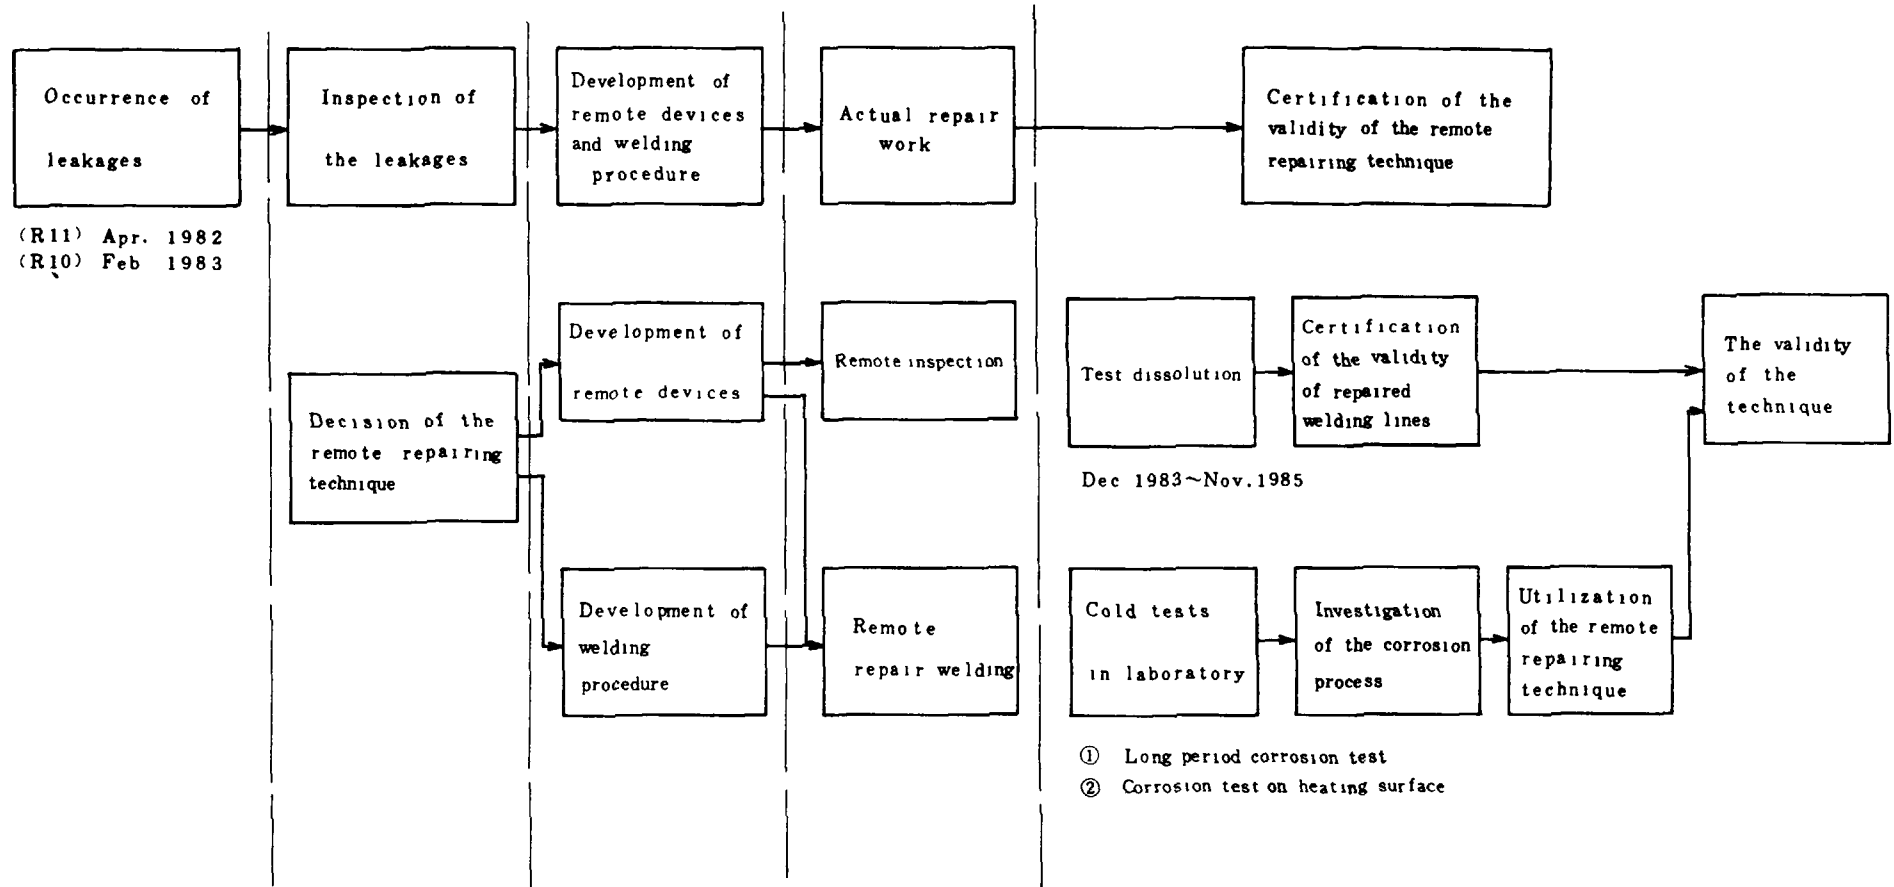 Occurrence of
leakages
(R11) Apr. 1982
(R10) Feb 1983
Inspection of
the leakages
Development of
remote devices
and welding
procedure
Actual repair
work
Certification of the
validity of the remote
repairing technique
Decision of the
remote repairing
technique
Development of
remote devices
Remote inspection
Development of
welding
procedure
Remote
repair welding
Test dissolution
Dec 1983~Nov. 1985
Certification
of the validity
of repaired
welding lines
The validity
of the
technique
Cold tests
in laboratory
① Long period corrosion test
② Corrosion test on heating surface
Investigation
of the corrosion
process
Utilization
of the remote
repairing
technique